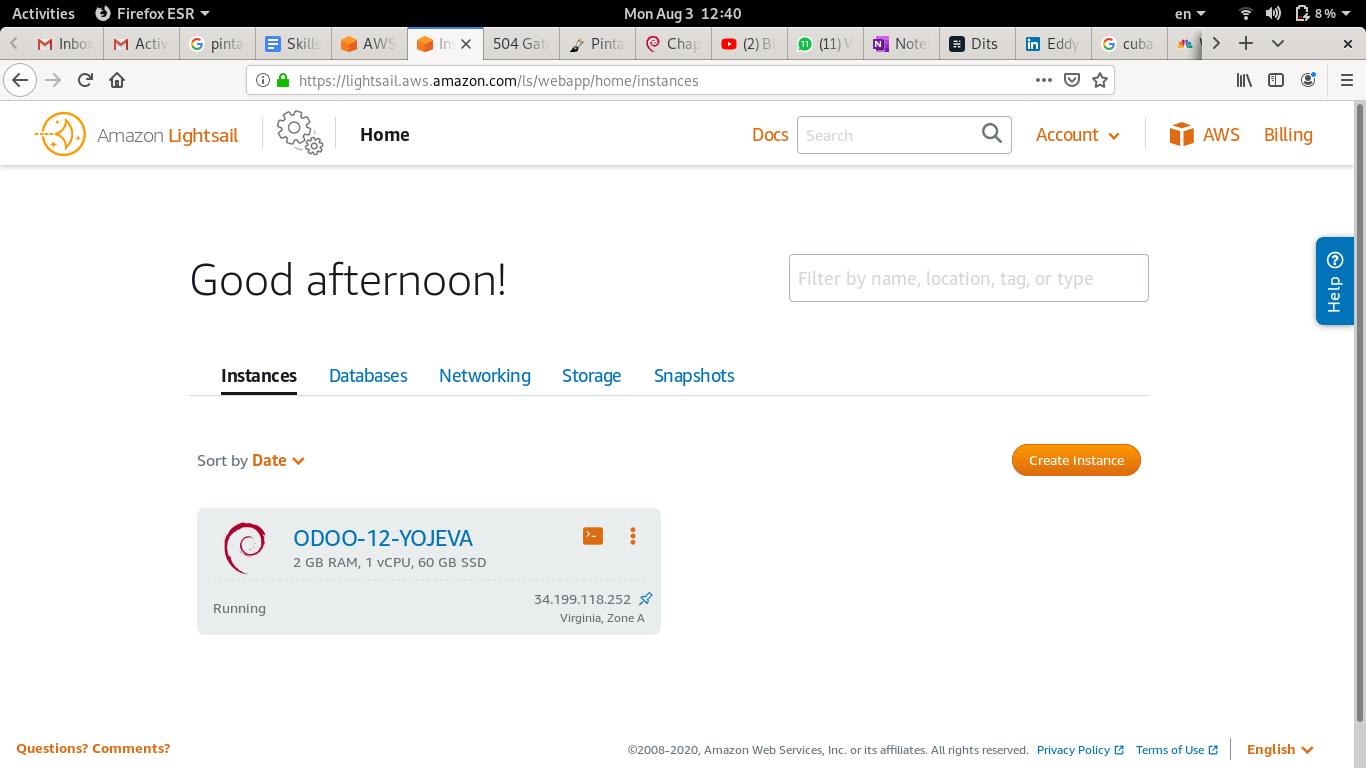 Activities Firefox ESR Mon Aug 3 12:40 en 8 %
Inbox Activ pinta Skills AWS Ins 504 Gate Pinta Chap (2) Bi (11) W Note Dits Eddy cuba
https://lightsail.aws.amazon.com/ls/webapp/home/instances
Amazon Lightsail Home Docs Search Account AWS Billing
Good afternoon! Filter by name, location, tag, or type
Help
Instances Databases Networking Storage Snapshots
Sort by Date Create instance
ODOO-12-YOJEVA
2 GB RAM, 1 vCPU, 60 GB SSD
34.199.118.252
Running
Virginia, Zone A
Questions? Comments? ©2008-2020, Amazon Web Services, Inc. or its affiliates. All rights reserved. Privacy Policy Terms of Use English